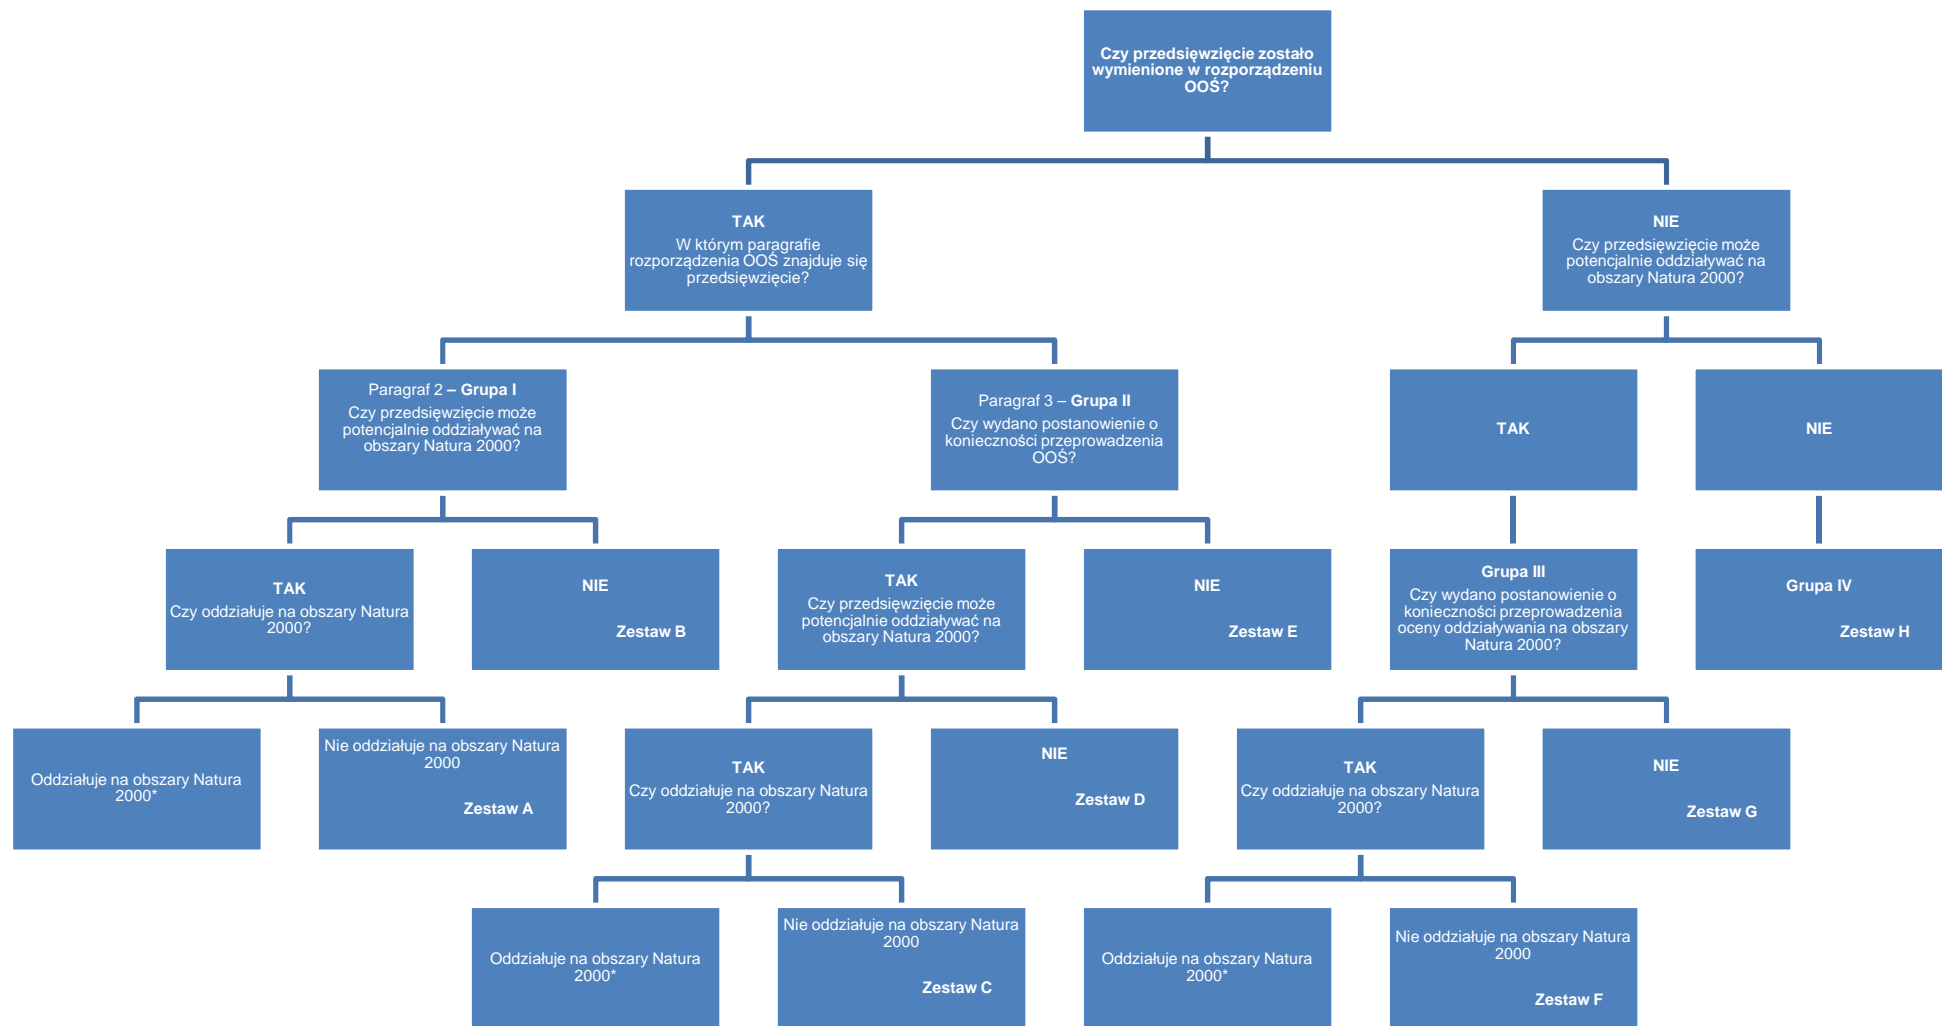 Czy przedsięwzięcie zostało
wymienione w rozporządzeniu
OOŚ?
TAK
W którym paragrafie
rozporządzenia OOŚ znajduje się
przedsięwzięcie?
NIE
Czy przedsięwzięcie może
potencjalnie oddziaływać na
obszary Natura 2000?
Paragraf 2 – Grupa I
Czy przedsięwzięcie może
potencjalnie oddziaływać na
obszary Natura 2000?
Paragraf 3 – Grupa II
Czy wydano postanowienie o
konieczności przeprowadzenia
OOŚ?
TAK
NIE
TAK
Czy oddziałuje na obszary Natura
2000?
NIE
Zestaw B
TAK
Czy przedsięwzięcie może
potencjalnie oddziaływać na
obszary Natura 2000?
NIE
Zestaw E
Grupa III
Czy wydano postanowienie o
konieczności przeprowadzenia
oceny oddziaływania na obszary
Natura 2000?
Grupa IV
Zestaw H
Oddziałuje na obszary Natura
2000*
Nie oddziałuje na obszary Natura
2000
Zestaw A
TAK
Czy oddziałuje na obszary Natura
2000?
NIE
Zestaw D
TAK
Czy oddziałuje na obszary Natura
2000?
NIE
Zestaw G
Oddziałuje na obszary Natura
2000*
Nie oddziałuje na obszary Natura
2000
Zestaw C
Oddziałuje na obszary Natura
2000*
Nie oddziałuje na obszary Natura
2000
Zestaw F